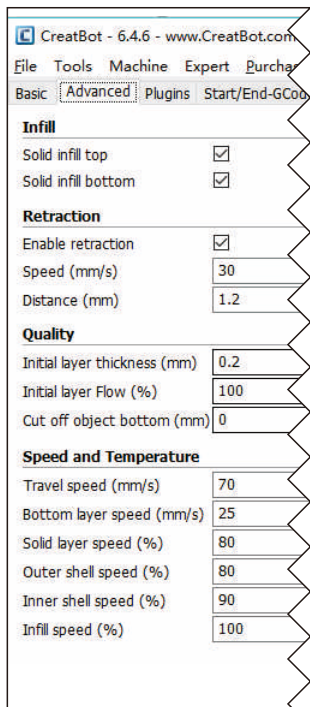 CreatBot - 6.4.6 - www.CreatBot.com
File Tools Machine Expert
Basic Advanced Plugins
Infill
Solid infill top
Solid infill bottom
Retraction
Enable retraction
Speed (mm/s) 30
Distance (mm) 1.2
Quality
Initial layer thickness (mm) 0.2
Initial layer Flow (%) 100
Cut off object bottom (mm) 0
Speed and Temperature
Travel speed (mm/s) 70
Bottom layer speed (mm/s) 25
Solid layer speed (%) 80
Outer shell speed (%) 80
Inner shell speed (%) 90
Infill speed (%) 100